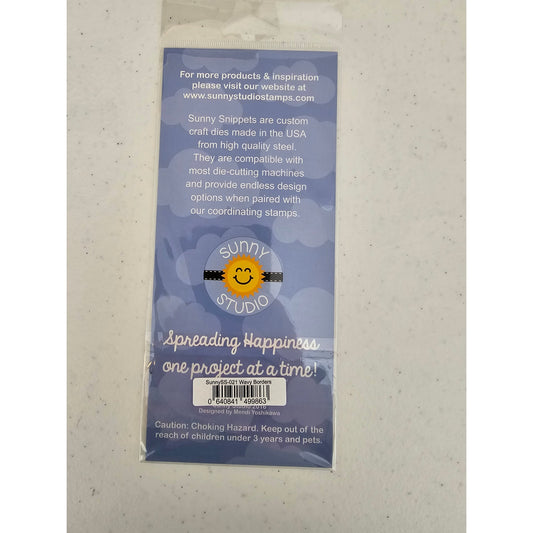 For more products & inspiration
please visit our website at
www.sunnystudiostamps.com
Sunny Snippets are custom
craft dies made in the USA
from high quality steel.
They are compatible with
most die-cutting machines
and provide endless design
options when paired with
our coordinating stamps.
SUNNY
STUDIO
Spreading Happiness
one project at a time!
SunnySS-021 Wavy Borders
0 640841 499863
2016
Designed by Mendi Yoshikawa
Caution: Choking Hazard. Keep out of the
reach of children under 3 years and pets.